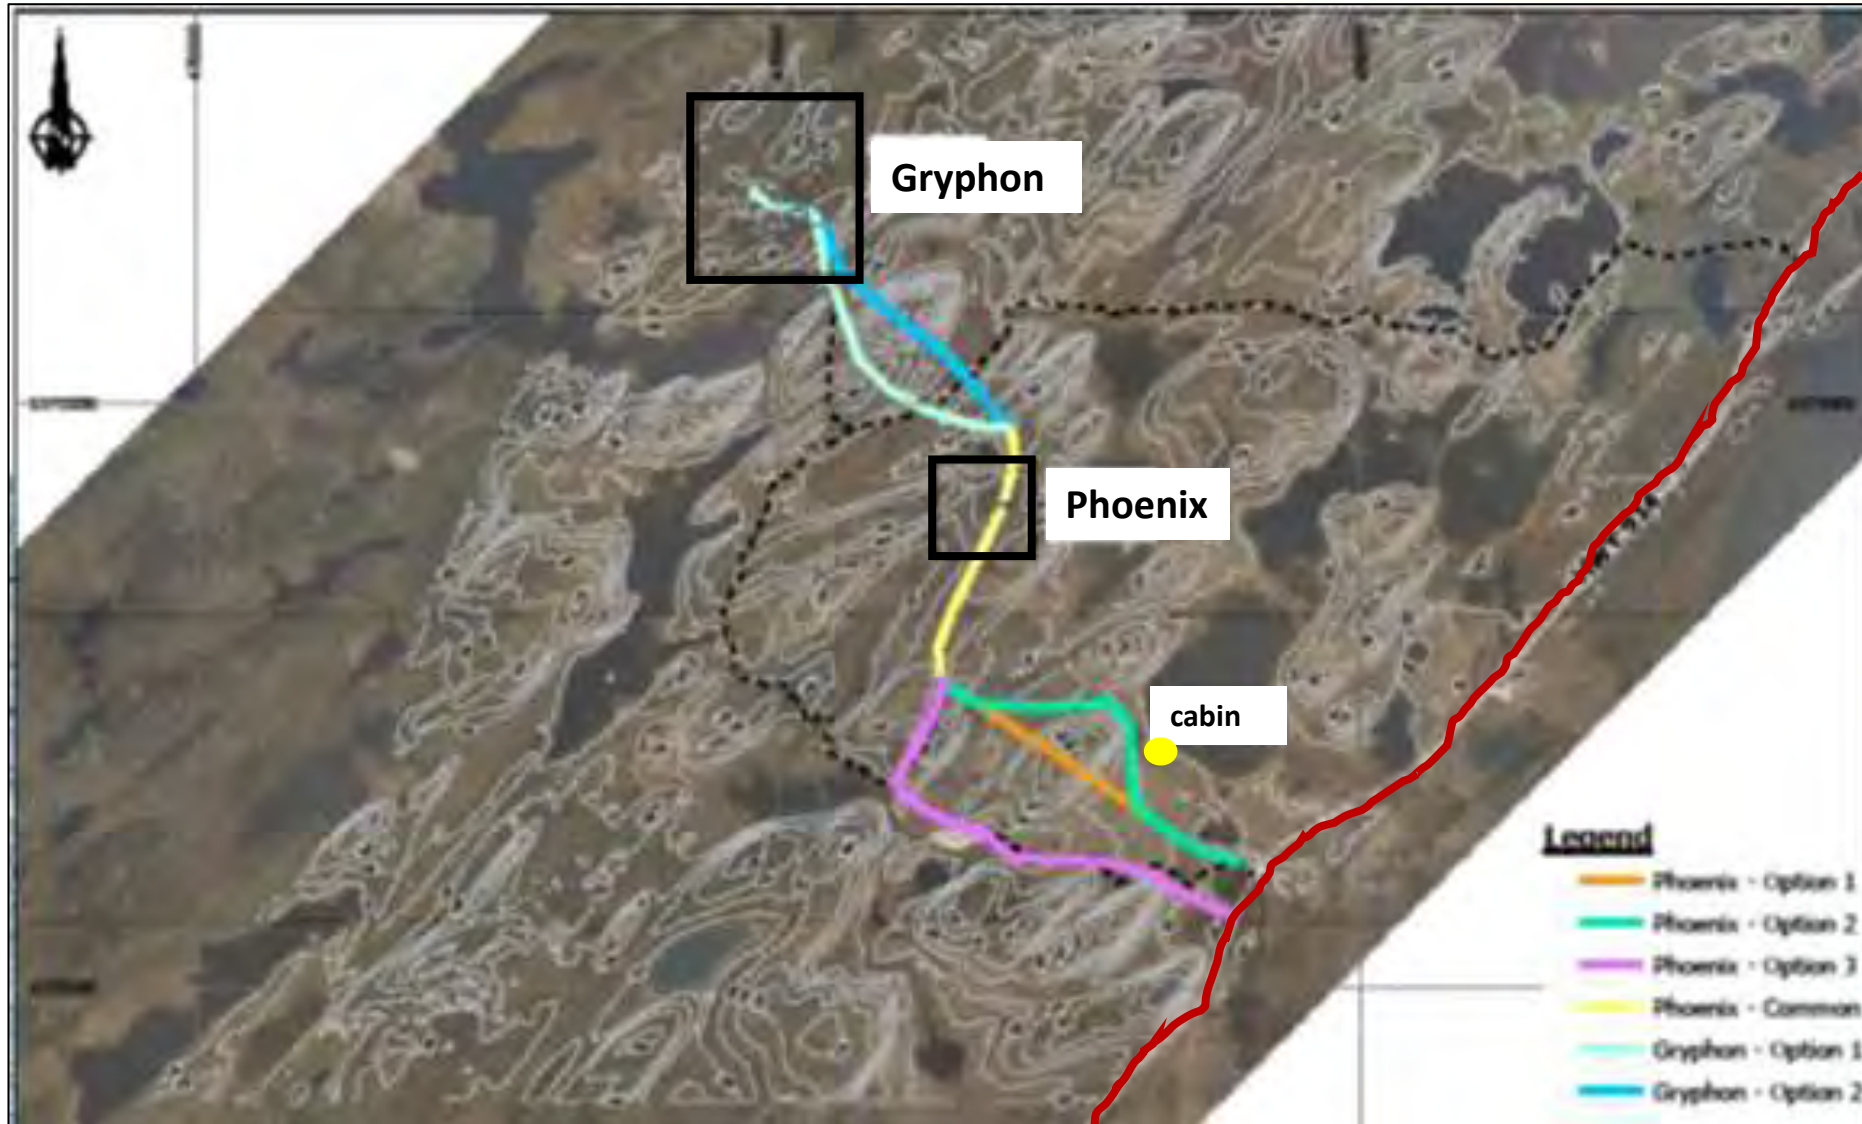 Gryphon
Phoenix
cabin
Legend
Phoenix - Option 1
Phoenix - Option 2
Phoenix - Option 3
Phoenix - Common
Gryphon - Option 1
Gryphon - Option 2